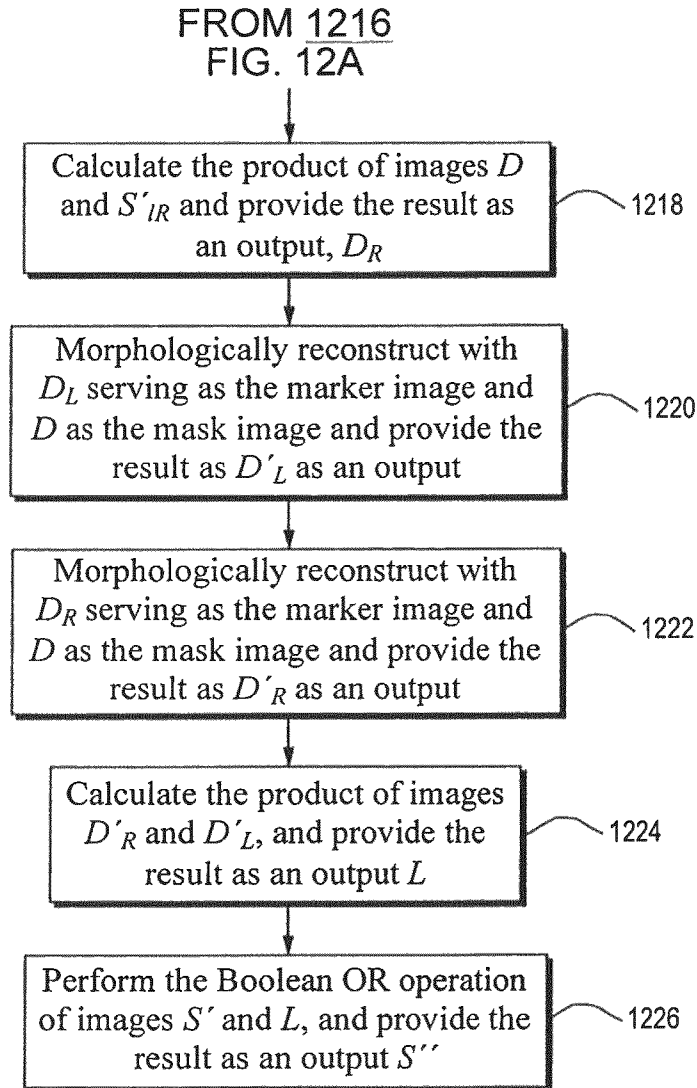 FROM 1216
FIG. 12A
Calculate the product of images D
and S´lR and provide the result as
an output, DR
1218
Morphologically reconstruct with
DL serving as the marker image and
D as the mask image and provide the
result as D´L as an output
1220
Morphologically reconstruct with
DR serving as the marker image and
D as the mask image and provide the
result as D´R as an output
1222
Calculate the product of images
D´R and D´L, and provide the
result as an output L
1224
Perform the Boolean OR operation
of images S´ and L, and provide the
result as an output S´´
1226